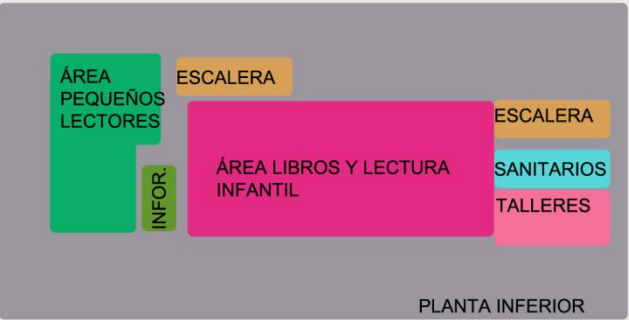 ÁREA
PEQUEÑOS
LECTORES
ESCALERA
ESCALERA
ÁREA LIBROS Y LECTURA
INFANTIL
INFOR.
SANITARIOS
TALLERES
PLANTA INFERIOR